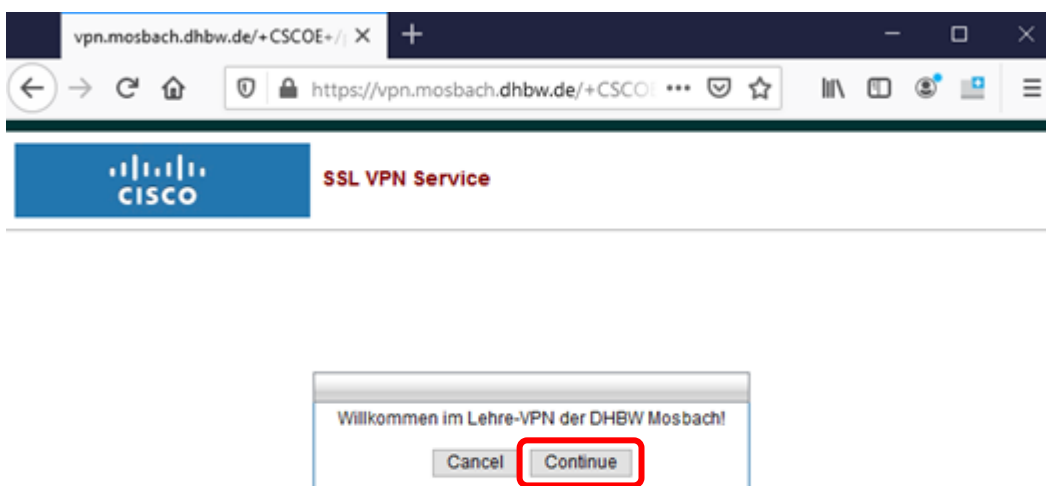 vpn.mosbach.dhbw.de/+CSCOE+/
https://vpn.mosbach.dhbw.de/+CSCO
CISCO
SSL VPN Service
Willkommen im Lehre-VPN der DHBW Mosbach!
Cancel
Continue